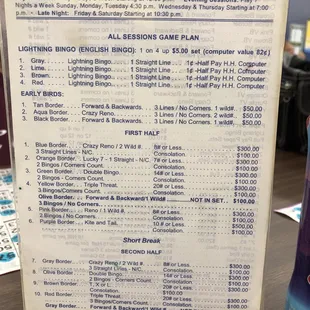 Nights a Week Sunday, Monday, Tuesday 4:30 p.m. Wednesday & Thursday Starting at 7:00
p.m. Late Night: Friday & Saturday Starting at 10:30 p.m.
ALL SESSIONS GAME PLAN
LIGHTNING BINGO (ENGLISH BINGO): 1 on 4 up $5.00 set (computer value 82¢)
1. Gray Lightning Bingo 1 Straight Line 1¢ -Half Pay H.H. Computer
2. Lime Lightning Bingo 1 Straight Line 1¢ -Half Pay H.H. Computer
3. Brown Lightning Bingo 1 Straight Line 1¢ -Half Pay H.H. Computer
4. Red Lightning Bingo 1 Straight Line 1¢ -Half Pay H.H. Computer
EARLY BIRDS:
1. Tan Border Forward & Backwards 3 Lines / No Corners 1 wild# $50.00
2. Aqua Border Crazy Reno $50.00
3. Black Border Forward & Backwards 3 Lines / No Corners 2 wild# $50.00
FIRST HALF
1. Blue Border Crazy Reno / 2 Wild # 8# or Less $300.00
3 Straight Lines - N/C Consolation $100.00
2. Orange Border Lucky 7 - 1 Straight - N/C 7# or Less $300.00
2 Bingos / Corners Count Consolation $100.00
3. Green Border Double Bingo 14# or Less $300.00
2 Bingos - Corners Count Consolation $100.00
4. Yellow Border Triple Threat 20# or Less $300.00
3 Bingos/Corners Count Consolation $100.00
Olive Border Forward & Backward/1 Wild# NOT IN SET $100.00
3 Bingos / No Corners
5. Pink Border Reno / 1 Wild # 8# or Less $300.00
2 Bingos / No Corners Consolation $100.00
6. Purple Border Kite and Tail 10 # or Less $300.00
Consolation $100.00
Short Break
SECOND HALF
7. Gray Border Crazy Reno / 2 Wild # 8# or Less $300.00
3 Straight Lines - N/C Consolation $100.00
8. Olive Border Double Bingo 14# or Less $300.00
2 Bingos - Corners Count Consolation $100.00
9. Brown Border 1, X or L
Consolation $100.00
10. Red Border Triple Threat 20# or Less $300.00
3 Bingos/Corners Count Consolation $100.00
Gray Border Forward & Backward/1 Wild#